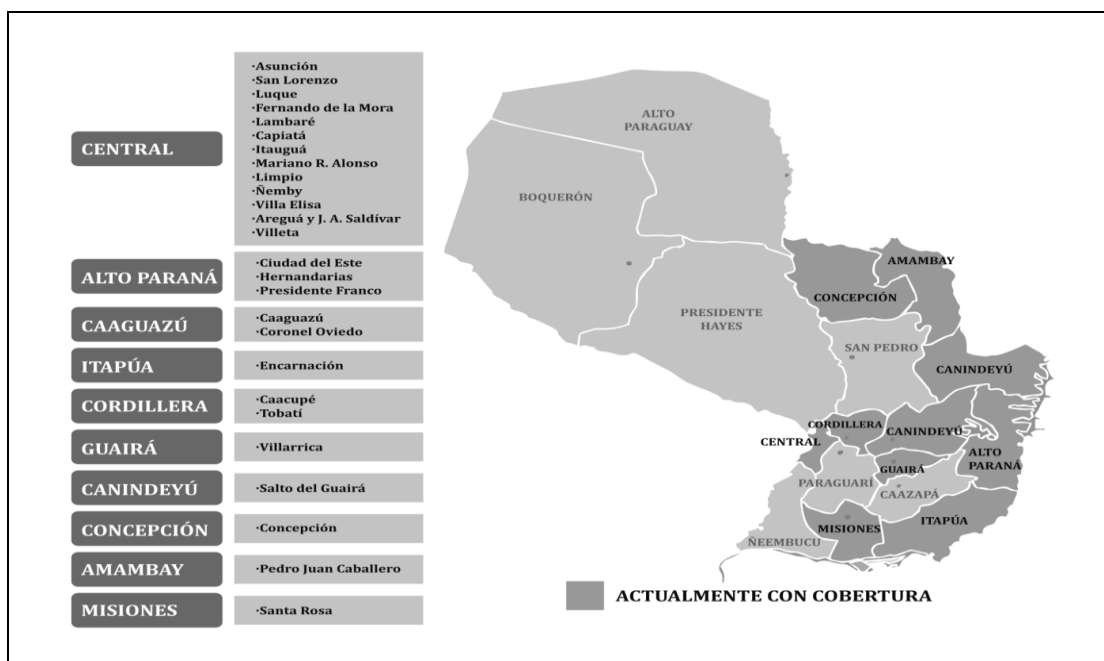 CENTRAL
·Asunción
·San Lorenzo
·Luque
·Fernando de la Mora
·Lambaré
·Capiatá
·Itauguá
·Mariano R. Alonso
·Limpio
·Ñemby
·Villa Elisa
·Areguá y J. A. Saldívar
·Villeta
ALTO PARANÁ
·Ciudad del Este
·Hernandarias
·Presidente Franco
CAAGUAZÚ
·Caaguazú
·Coronel Oviedo
ITAPÚA
·Encarnación
CORDILLERA
·Caacupé
·Tobatí
GUAIRÁ
·Villarrica
CANINDEYÚ
·Salto del Guairá
CONCEPCIÓN
·Concepción
AMAMBAY
·Pedro Juan Caballero
MISIONES
·Santa Rosa
ALTO
PARAGUAY
BOQUERÓN
PRESIDENTE
HAYES
AMAMBAY
CONCEPCIÓN
SAN PEDRO
CANINDEYÚ
CORDILLERA
CANINDEYÚ
CENTRAL
ALTO
PARANÁ
GUAIRÁ
PARAGUARÍ
CAAZAPÁ
ITAPÚA
MISIONES
ÑEEMBUCU
ACTUALMENTE CON COBERTURA